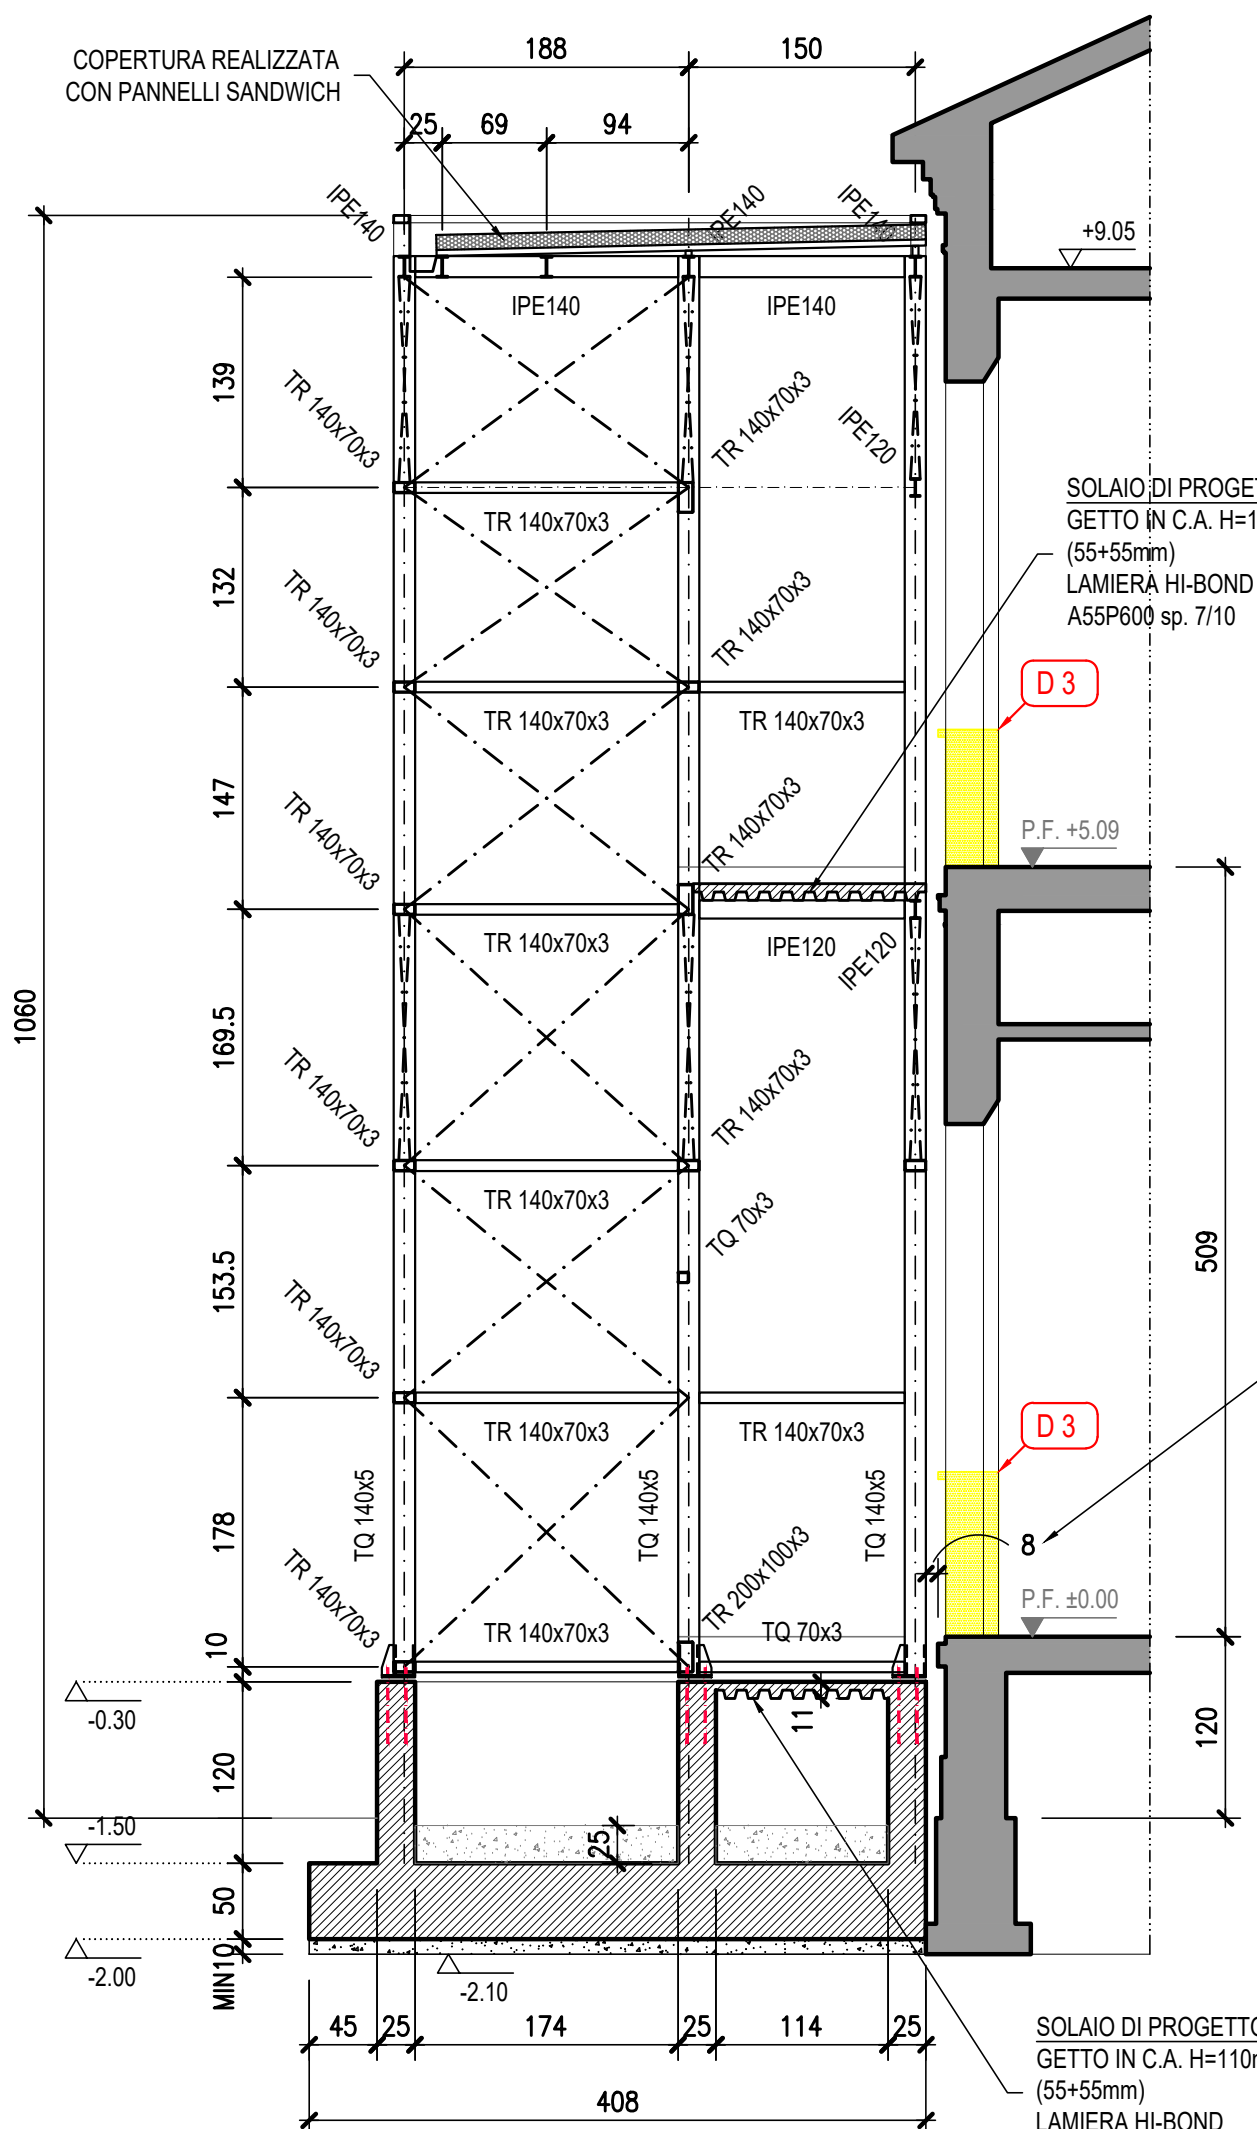 188
150
COPERTURA REALIZZATA
CON PANNELLI SANDWICH
25
69
94
IPE140
IPE140
IPE140
+9.05
IPE140
IPE140
139
TR 140x70x3
TR 140x70x3
IPE120
SOLAIO DI PROGE
GETTO IN C.A. H=1
(55+55mm)
LAMIERA HI-BOND
A55P600 sp. 7/10
TR 140x70x3
132
TR 140x70x3
TR 140x70x3
D 3
TR 140x70x3
TR 140x70x3
147
TR 140x70x3
TR 140x70x3
P.F. +5.09
TR 140x70x3
IPE120
IPE120
1060
169.5
TR 140x70x3
TR 140x70x3
TR 140x70x3
TQ 70x3
509
153.5
TR 140x70x3
D 3
TR 140x70x3
TR 140x70x3
TQ 140x5
TQ 140x5
TQ 140x5
178
8
TR 140x70x3
TR 200x100x3
P.F. ±0.00
TR 140x70x3
TQ 70x3
10
-0.30
11
120
120
-1.50
25
50
-2.00
MIN10
-2.10
45
25
174
25
114
25
408
SOLAIO DI PROGETTO
GETTO IN C.A. H=110
(55+55mm)
LAMIERA HI-BOND